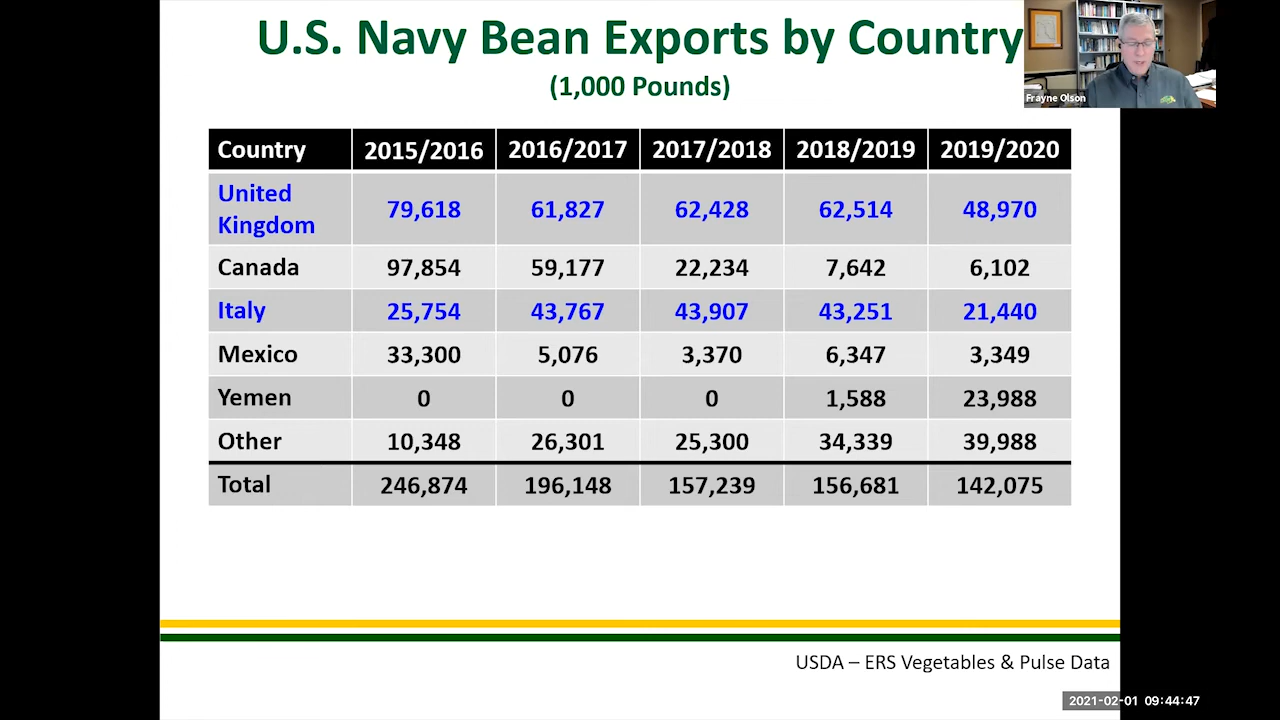 U.S. Navy Bean Exports by Country
(1,000 Pounds)
Frayne Olson
Country 2015/2016 2016/2017 2017/2018 2018/2019 2019/2020
United Kingdom 79,618 61,827 62,428 62,514 48,970
Canada 97,854 59,177 22,234 7,642 6,102
Italy 25,754 43,767 43,907 43,251 21,440
Mexico 33,300 5,076 3,370 6,347 3,349
Yemen 0 0 0 1,588 23,988
Other 10,348 26,301 25,300 34,339 39,988
Total 246,874 196,148 157,239 156,681 142,075
USDA – ERS Vegetables & Pulse Data
2021-02-01 09:44:47